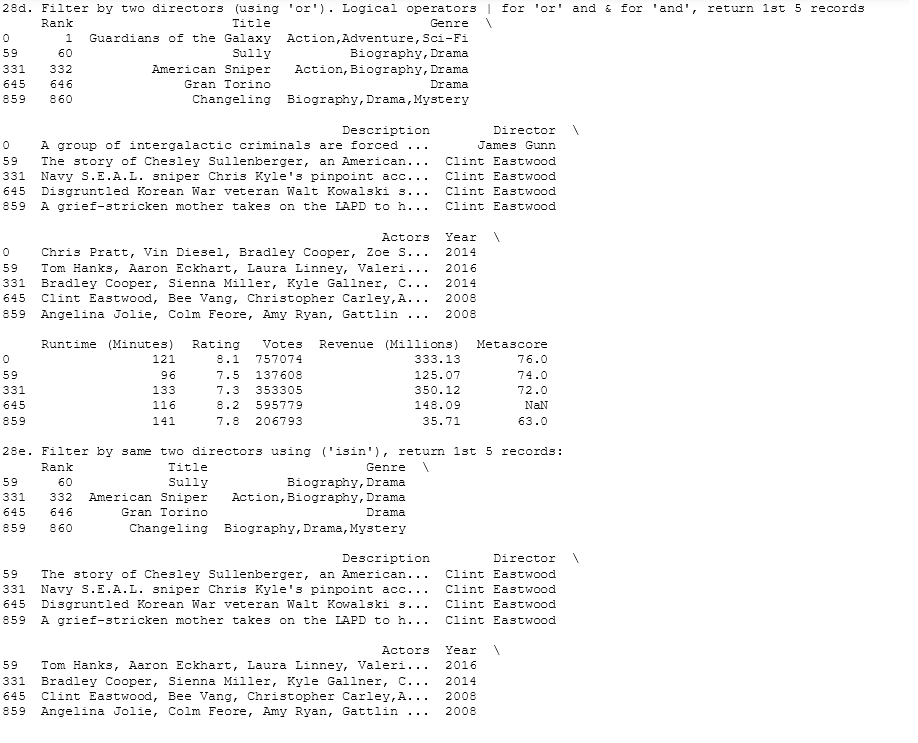 28d. Filter by two directors (using 'or'). Logical operators | for 'or' and & for 'and', return 1st 5 records
     Rank                    Title                     Genre  \
0       1  Guardians of the Galaxy  Action,Adventure,Sci-Fi
59     60                    Sully          Biography,Drama
331   332          American Sniper   Action,Biography,Drama
645   646              Gran Torino                    Drama
859   860               Changeling  Biography,Drama,Mystery

                                           Description        Director  \
0    A group of intergalactic criminals are forced ...      James Gunn
59   The story of Chesley Sullenberger, an American...  Clint Eastwood
331  Navy S.E.A.L. sniper Chris Kyle's pinpoint acc...  Clint Eastwood
645  Disgruntled Korean War veteran Walt Kowalski s...  Clint Eastwood
859  A grief-stricken mother takes on the LAPD to h...  Clint Eastwood

                                                Actors  Year  \
0    Chris Pratt, Vin Diesel, Bradley Cooper, Zoe S...  2014
59   Tom Hanks, Aaron Eckhart, Laura Linney, Valeri...  2016
331  Bradley Cooper, Sienna Miller, Kyle Gallner, C...  2014
645  Clint Eastwood, Bee Vang, Christopher Carley,A...  2008
859  Angelina Jolie, Colm Feore, Amy Ryan, Gattlin ...  2008

     Runtime (Minutes)  Rating   Votes  Revenue (Millions)  Metascore
0                  121     8.1  757074              333.13       76.0
59                  96     7.5  137608              125.07       74.0
331                133     7.3  353305              350.12       72.0
645                116     8.2  595779              148.09        NaN
859                141     7.8  206793               35.71       63.0

28e. Filter by same two directors using ('isin'), return 1st 5 records:
     Rank            Title                    Genre  \
59     60            Sully          Biography,Drama
331   332  American Sniper   Action,Biography,Drama
645   646      Gran Torino                    Drama
859   860       Changeling  Biography,Drama,Mystery

                                           Description        Director  \
59   The story of Chesley Sullenberger, an American...  Clint Eastwood
331  Navy S.E.A.L. sniper Chris Kyle's pinpoint acc...  Clint Eastwood
645  Disgruntled Korean War veteran Walt Kowalski s...  Clint Eastwood
859  A grief-stricken mother takes on the LAPD to h...  Clint Eastwood

                                                Actors  Year  \
59   Tom Hanks, Aaron Eckhart, Laura Linney, Valeri...  2016
331  Bradley Cooper, Sienna Miller, Kyle Gallner, C...  2014
645  Clint Eastwood, Bee Vang, Christopher Carley,A...  2008
859  Angelina Jolie, Colm Feore, Amy Ryan, Gattlin ...  2008